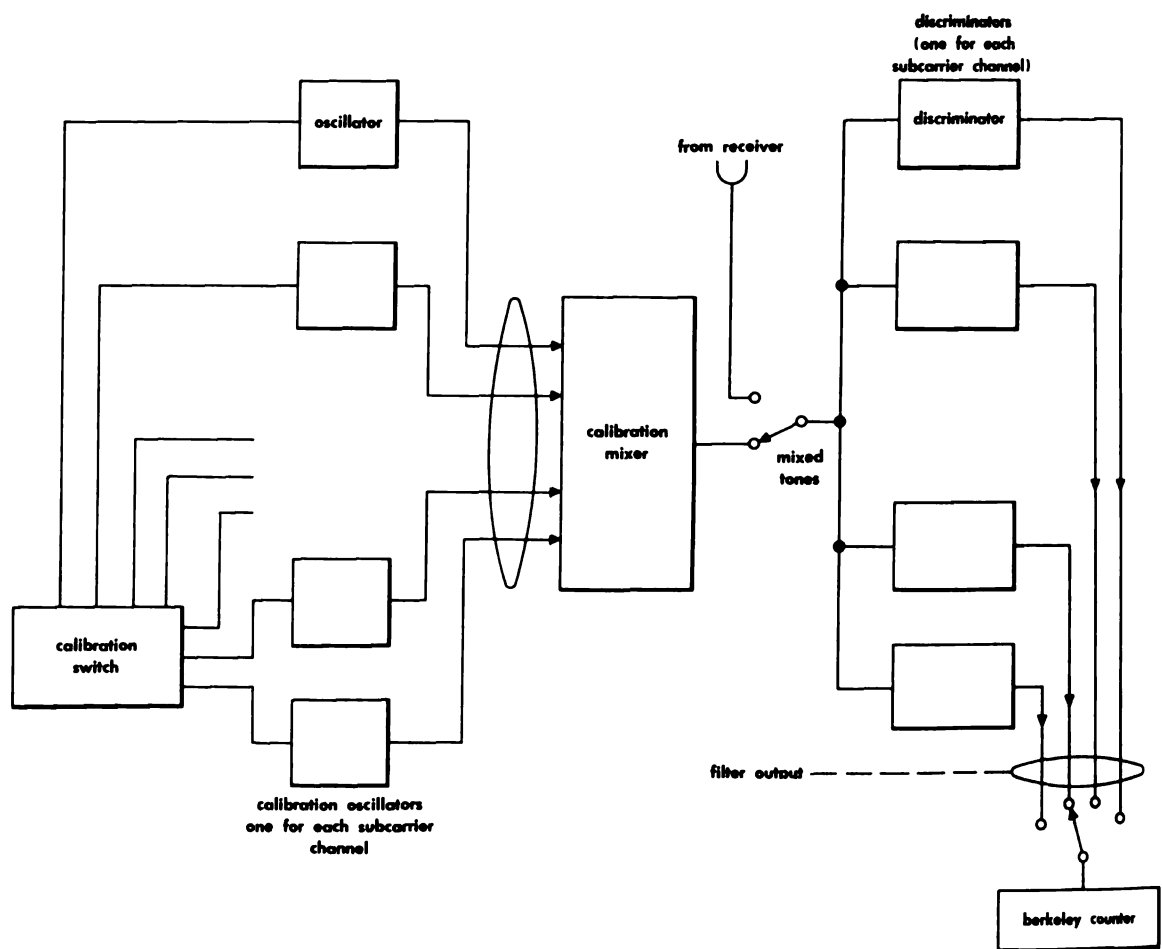 discriminators
(one for each
subcarrier channel)
oscillator
discriminator
from receiver
calibration
mixer
mixed
tones
calibration
switch
filter output
calibration oscillators
one for each subcarrier
channel
berkeley counter